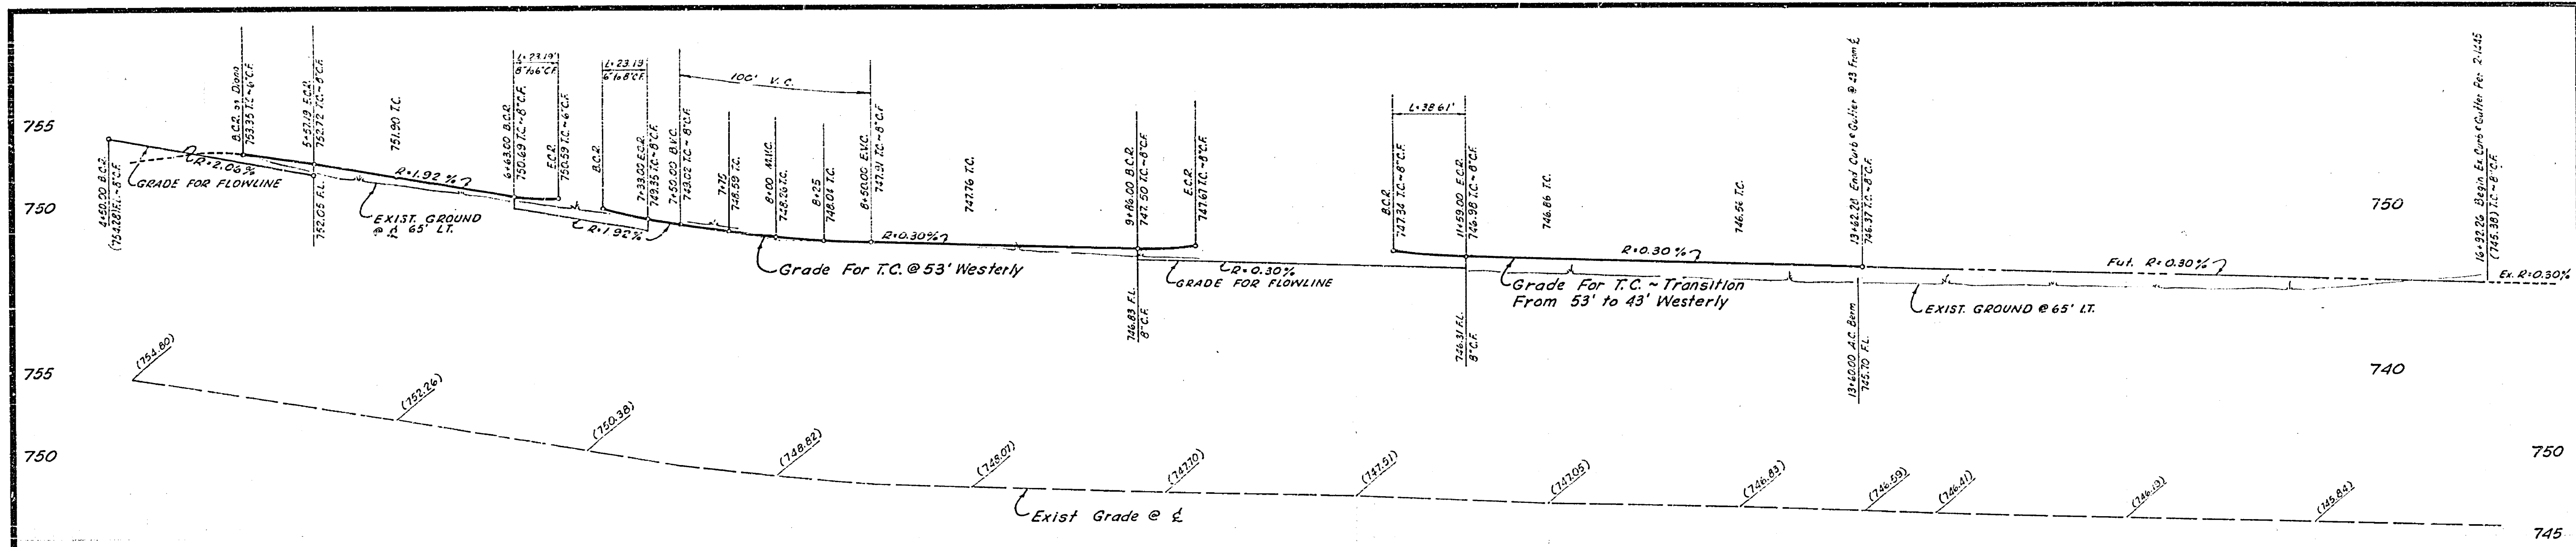 755
750
755
750
750
740
750
745
4+50.00 B.C.R.
(754.28) F.L.~8"C.F.
R=2.06%
GRADE FOR FLOWLINE
B.C.R. on Diana
753.35 T.C.~6"C.F.
5+57.19 E.C.R.
752.72 T.C.~8"C.F.
752.05 F.L.
751.90 T.C.
R=1.92%
EXIST. GROUND
@ 65' LT.
6+63.00 B.C.R.
750.69 T.C.~8"C.F.
L=23.19'
8"to6"C.F.
E.C.R.
750.59 T.C.~6"C.F.
B.C.R.
L=23.19
6"to8"C.F.
7+33.00 E.C.R.
749.35 T.C.~8"C.F.
R=1.92%
7+50.00 B.V.C.
749.02 T.C.~8"C.F.
100' V.C.
7+75
748.59 T.C.
8+00
748.26 T.C.
8+25
748.04 T.C.
8+50.00 E.V.C.
747.91 T.C.~8"C.F.
Grade For T.C. @ 53' Westerly
R=0.30%
747.76 T.C.
9+86.00 B.C.R.
747.50 T.C.~8"C.F.
746.83 F.L.
8"C.F.
E.C.R.
747.67 T.C.~8"C.F.
R=0.30%
GRADE FOR FLOWLINE
L=38.61'
B.C.R.
747.34 T.C.~8"C.F.
11+59.00 E.C.R.
746.98 T.C.~8"C.F.
746.31 F.L.
8"C.F.
746.86 T.C.
R=0.30%
Grade For T.C. ~ Transition
From 53' to 43' Westerly
746.56 T.C.
13+62.28 End Curb & Gutter @ 43 From ℄
746.37 T.C.~8"C.F.
13+60.00 A.C. Berm
745.70 F.L.
Fut. R=0.30%
EXIST. GROUND @ 65' LT.
16+92.26 Begin Ex. Curb & Gutter Per 2-1445
(745.38) T.C.~8"C.F.
Ex. R=0.30%
(754.80)
(752.26)
(750.38)
(748.82)
(748.07)
(747.70)
(747.51)
(747.05)
(746.83)
(746.59)
(746.41)
(746.13)
(745.84)
Exist Grade @ ℄